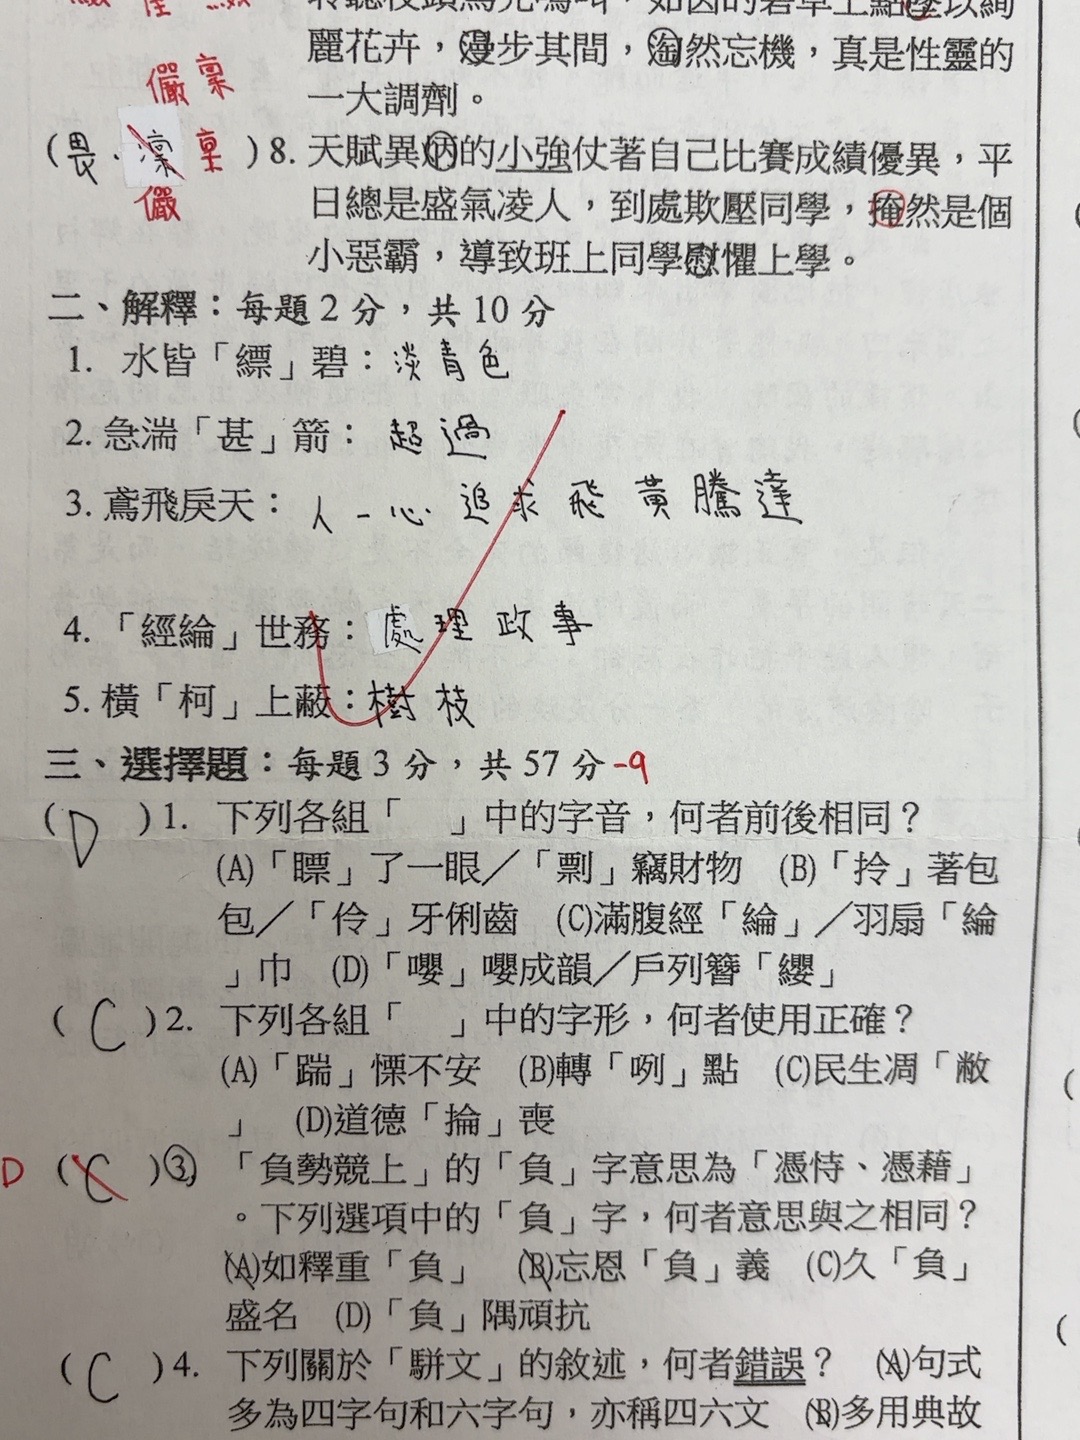 麗花卉，漫步其間，淘然忘機，真是性靈的
一大調劑。
儼 稟
(畏、凛 稟)8. 天賦異炳的小強仗著自己比賽成績優異，平
儼
日總是盛氣凌人，到處欺壓同學，掩然是個
小惡霸，導致班上同學慰懼上學。
二、解釋：每題2分，共10分
1. 水皆「縹」碧：淡青色
2. 急湍「甚」箭：超過
3. 鳶飛戾天：人一心追求飛黃騰達
4. 「經綸」世務：處理政事
5. 橫「柯」上蔽：樹枝
三、選擇題：每題3分，共57分-9
(D)1. 下列各組「 」中的字音，何者前後相同？
(A)「瞟」了一眼／「剽」竊財物 (B)「拎」著包
包／「伶」牙俐齒 (C)滿腹經「綸」／羽扇「綸
」巾 (D)「嚶」嚶成韻／戶列簪「纓」
(C)2. 下列各組「 」中的字形，何者使用正確？
(A)「踹」慄不安 (B)轉「咧」點 (C)民生凋「敝
」 (D)道德「掄」喪
D (C)3. 「負勢競上」的「負」字意思為「憑恃、憑藉」
。下列選項中的「負」字，何者意思與之相同？
(A)如釋重「負」 (B)忘恩「負」義 (C)久「負」
盛名 (D)「負」隅頑抗
(C)4. 下列關於「駢文」的敘述，何者錯誤？ (A)句式
多為四字句和六字句，亦稱四六文 (B)多用典故